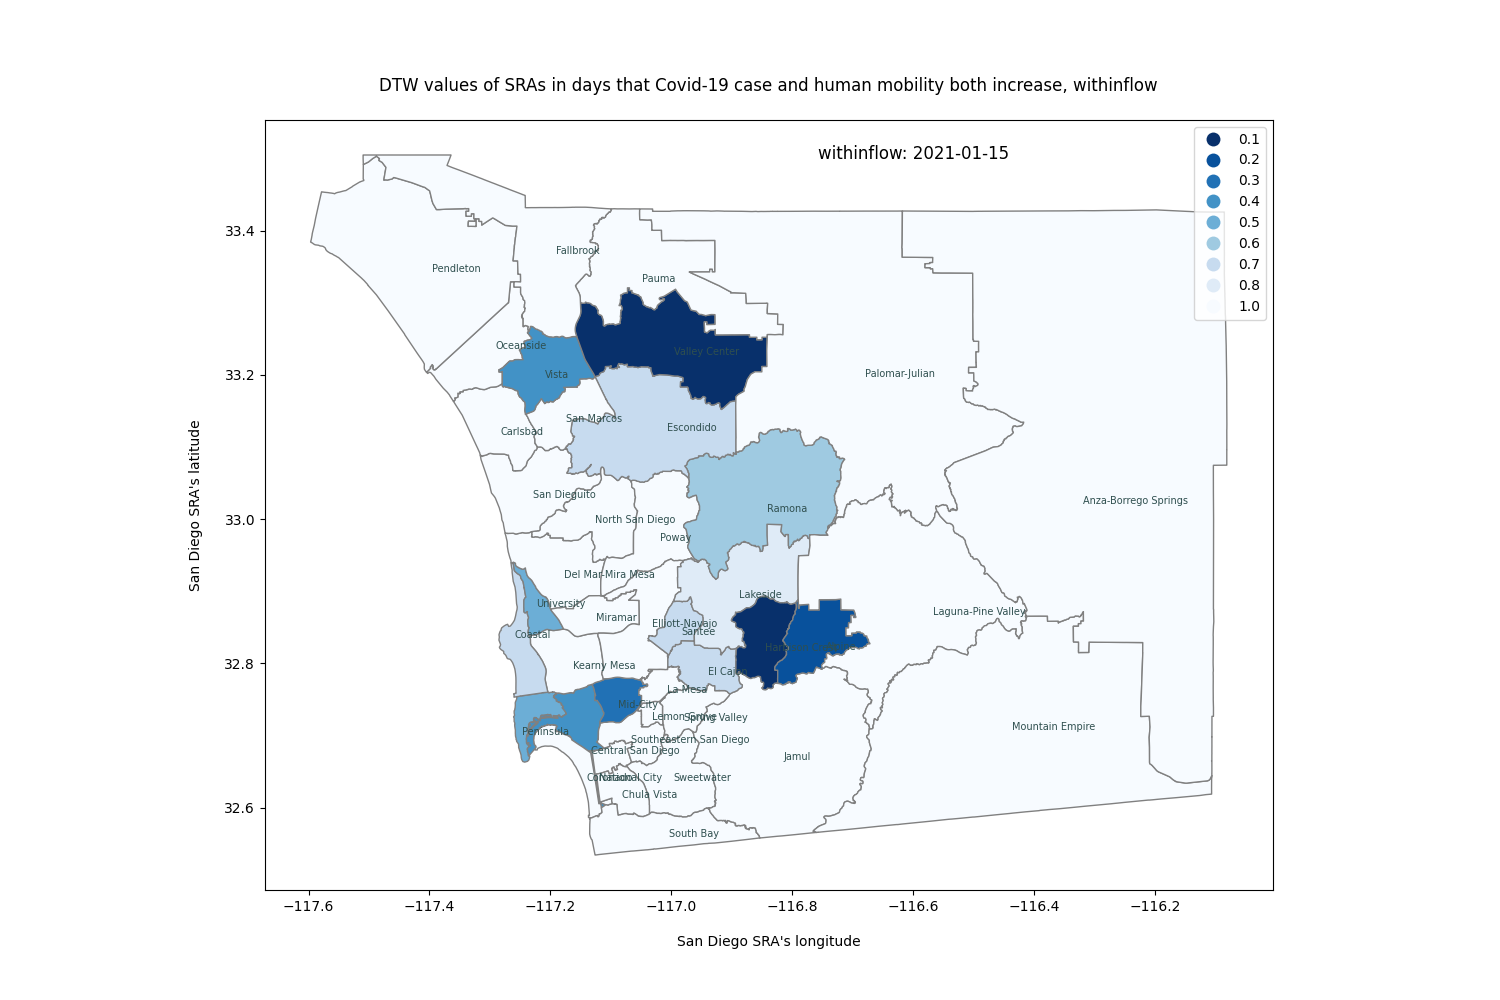 DTW values of SRAs in days that Covid-19 case and human mobility both increase, withinflow
withinflow: 2021-01-15
0.1
0.2
0.3
0.4
0.5
0.6
0.7
0.8
1.0
33.4
33.2
33.0
32.8
32.6
San Diego SRA's latitude
Fallbrook
Pendleton
Pauma
Oceanside
Valley Center
Vista
Palomar-Julian
San Marcos
Carlsbad
Escondido
San Dieguito
Anza-Borrego Springs
Ramona
North San Diego
Poway
Del Mar-Mira Mesa
Lakeside
University
Laguna-Pine Valley
Miramar
Elliott-Navajo
Santee
Coastal
Kearny Mesa
El Cajon
La Mesa
Mid-City
Lemon Grove
Spring Valley
Mountain Empire
Peninsula
Southeastern San Diego
Central San Diego
Jamul
Coronado
National City
Sweetwater
Chula Vista
South Bay
−117.6
−117.4
−117.2
−117.0
−116.8
−116.6
−116.4
−116.2
San Diego SRA's longitude